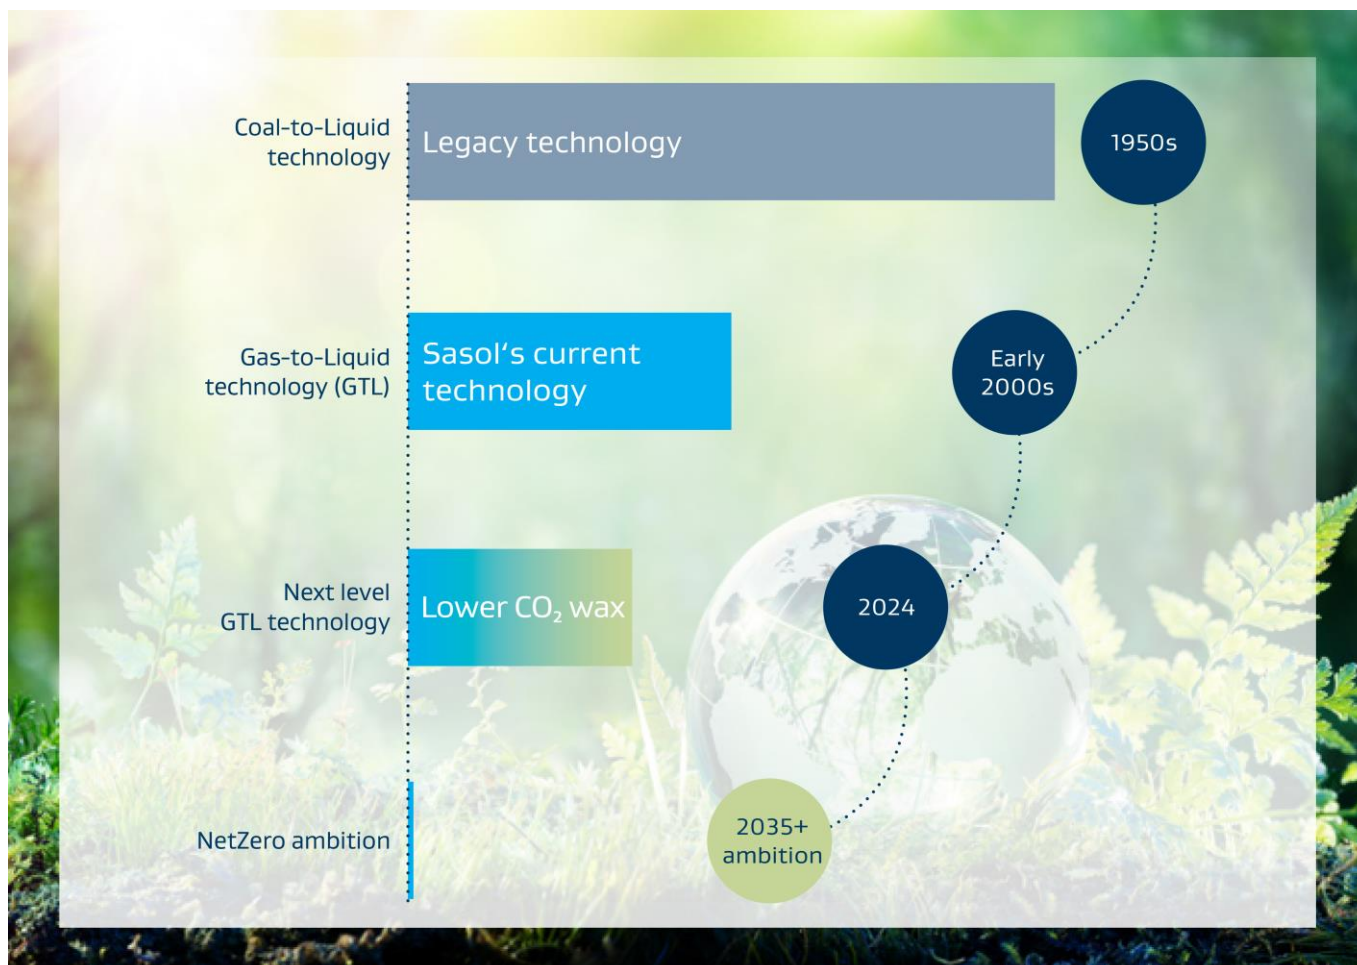 Coal-to-Liquid
technology
Legacy technology
1950s
Gas-to-Liquid
technology (GTL)
Sasol‘s current
technology
Early
2000s
Next level
GTL technology
Lower CO₂ wax
2024
NetZero ambition
2035+
ambition